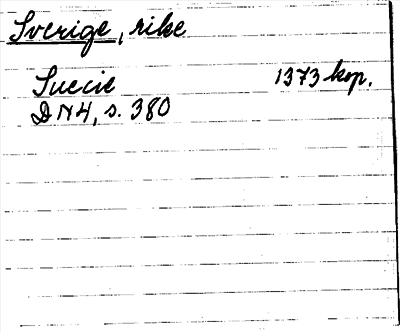 Sverige, rike
Suecie 1373 kop.
DN4, s. 380